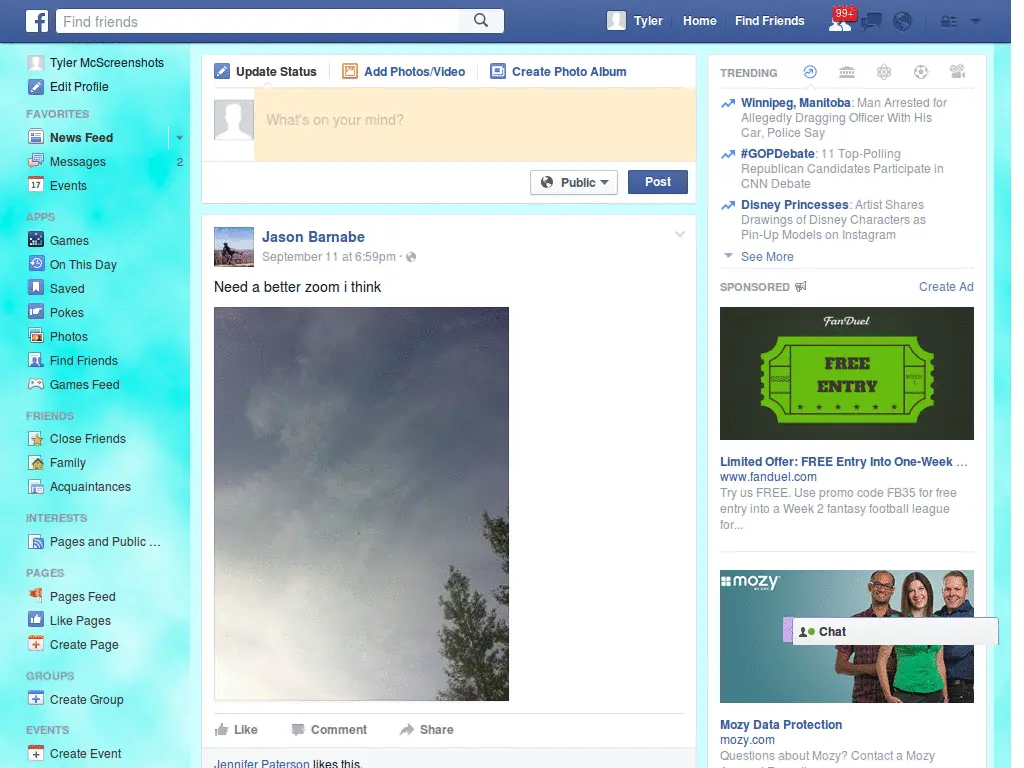 Find friends
Tyler
Home
Find Friends
99+
Tyler McScreenshots
Edit Profile
FAVORITES
News Feed
Messages
2
17
Events
APPS
Games
On This Day
Saved
Pokes
Photos
Find Friends
Games Feed
FRIENDS
Close Friends
Family
Acquaintances
INTERESTS
Pages and Public ...
PAGES
Pages Feed
Like Pages
Create Page
GROUPS
Create Group
EVENTS
Create Event
Update Status
Add Photos/Video
Create Photo Album
What's on your mind?
Public
Post
Jason Barnabe
September 11 at 6:59pm ·
Need a better zoom i think
Like
Comment
Share
Jennifer Paterson likes this.
TRENDING
Winnipeg, Manitoba: Man Arrested for
Allegedly Dragging Officer With His
Car, Police Say
#GOPDebate: 11 Top-Polling
Republican Candidates Participate in
CNN Debate
Disney Princesses: Artist Shares
Drawings of Disney Characters as
Pin-Up Models on Instagram
See More
SPONSORED
Create Ad
FanDuel
FREE
ENTRY
Limited Offer: FREE Entry Into One-Week ...
www.fanduel.com
Try us FREE. Use promo code FB35 for free
entry into a Week 2 fantasy football league
for...
mozy
Chat
Mozy Data Protection
mozy.com
Questions about Mozy? Contact a Mozy